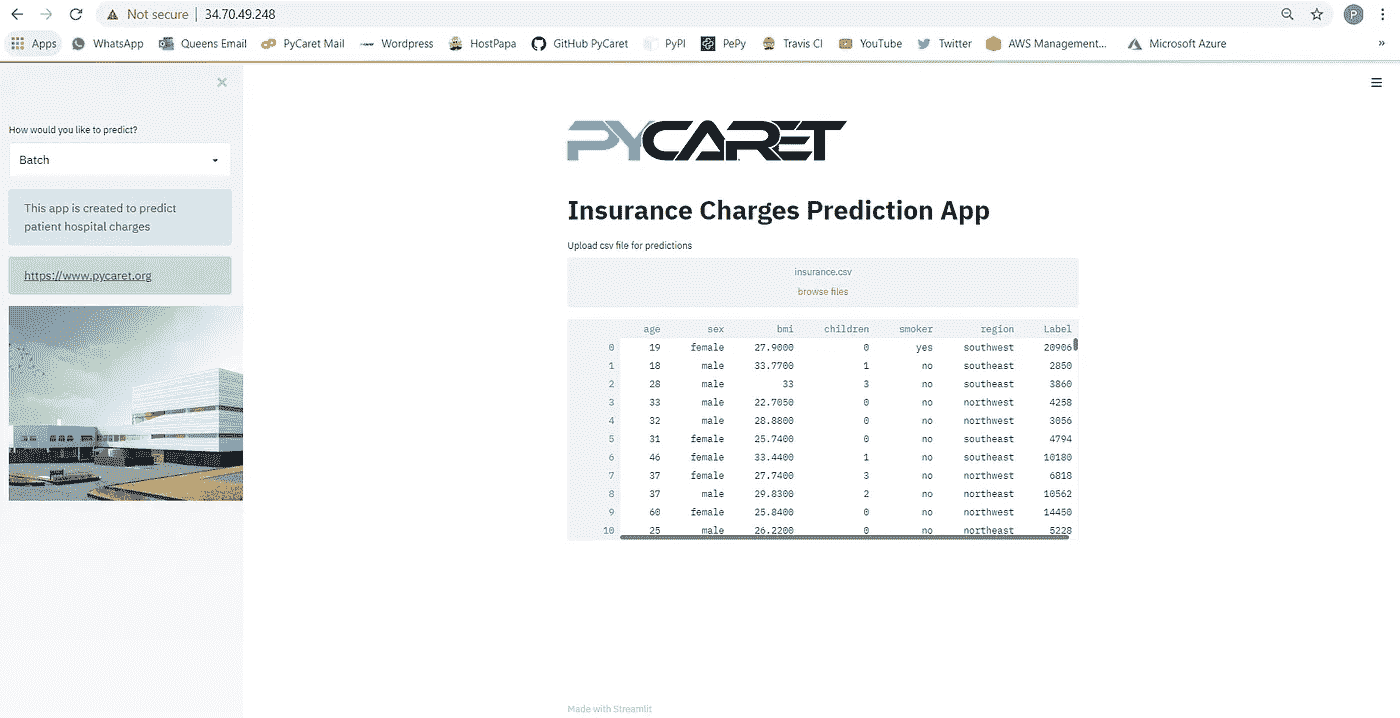 Not secure | 34.70.49.248
P
Apps WhatsApp Queens Email PyCaret Mail Wordpress HostPapa GitHub PyCaret PyPI PePy Travis CI YouTube Twitter AWS Management... Microsoft Azure »
How would you like to predict?
Batch
This app is created to predict
patient hospital charges
https://www.pycaret.org
PYCARET
Insurance Charges Prediction App
Upload csv file for predictions
insurance.csv
browse files
age sex bmi children smoker region Label
0 19 female 27.9000 0 yes southwest 20906
1 18 male 33.7700 1 no southeast 2850
2 28 male 33 3 no southeast 3860
3 33 male 22.7050 0 no northwest 4258
4 32 male 28.8800 0 no northwest 3056
5 31 female 25.7400 0 no southeast 4794
6 46 female 33.4400 1 no southeast 10180
7 37 female 27.7400 3 no northwest 6818
8 37 male 29.8300 2 no northeast 10562
9 60 female 25.8400 0 no northwest 14450
10 25 male 26.2200 0 no northeast 5228
Made with Streamlit